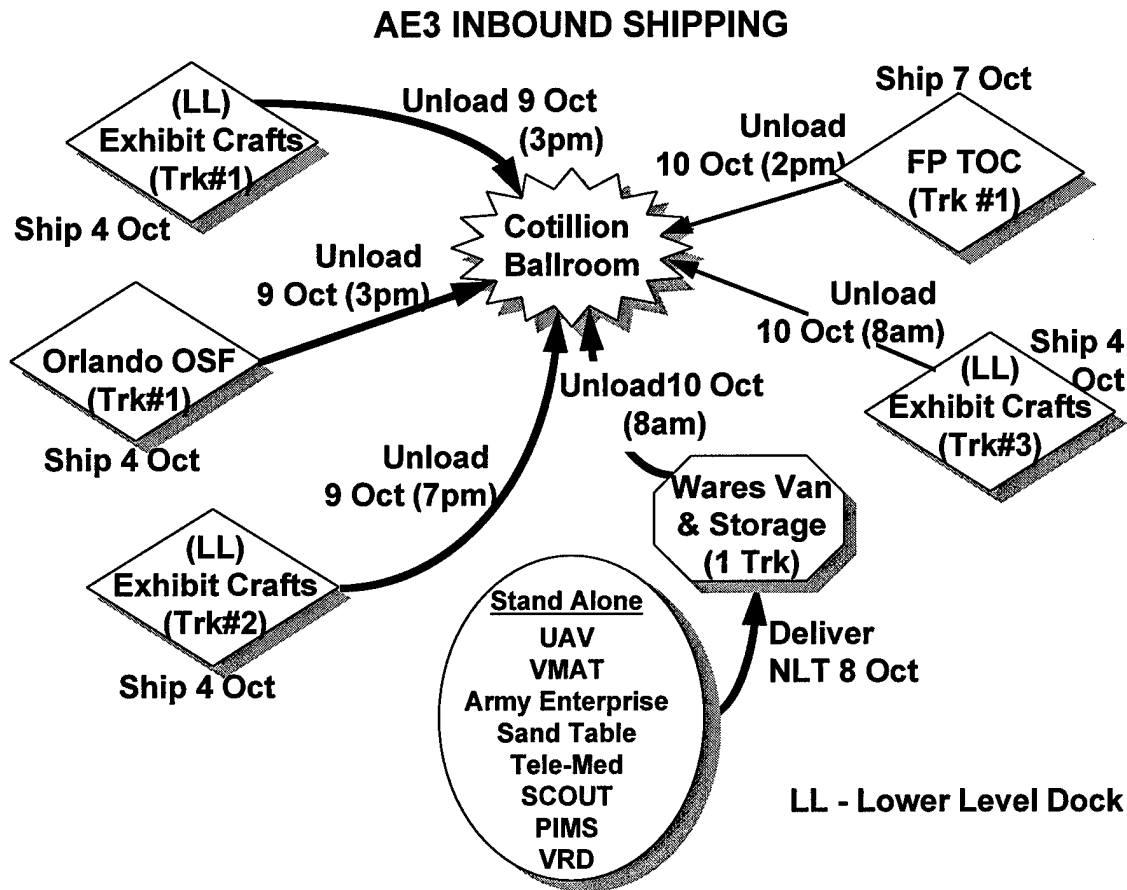 AE3 INBOUND SHIPPING
(LL)
Exhibit Crafts
(Trk#1)
Ship 4 Oct
Unload 9 Oct
(3pm)
Ship 7 Oct
Unload
10 Oct (2pm)
FP TOC
(Trk #1)
Cotillion
Ballroom
Unload
9 Oct (3pm)
Orlando OSF
(Trk#1)
Ship 4 Oct
Unload
10 Oct (8am)
Ship 4
Oct
(LL)
Exhibit Crafts
(Trk#3)
Unload10 Oct
(8am)
Unload
9 Oct (7pm)
(LL)
Exhibit Crafts
(Trk#2)
Ship 4 Oct
Wares Van
& Storage
(1 Trk)
Stand Alone
UAV
VMAT
Army Enterprise
Sand Table
Tele-Med
SCOUT
PIMS
VRD
Deliver
NLT 8 Oct
LL - Lower Level Dock